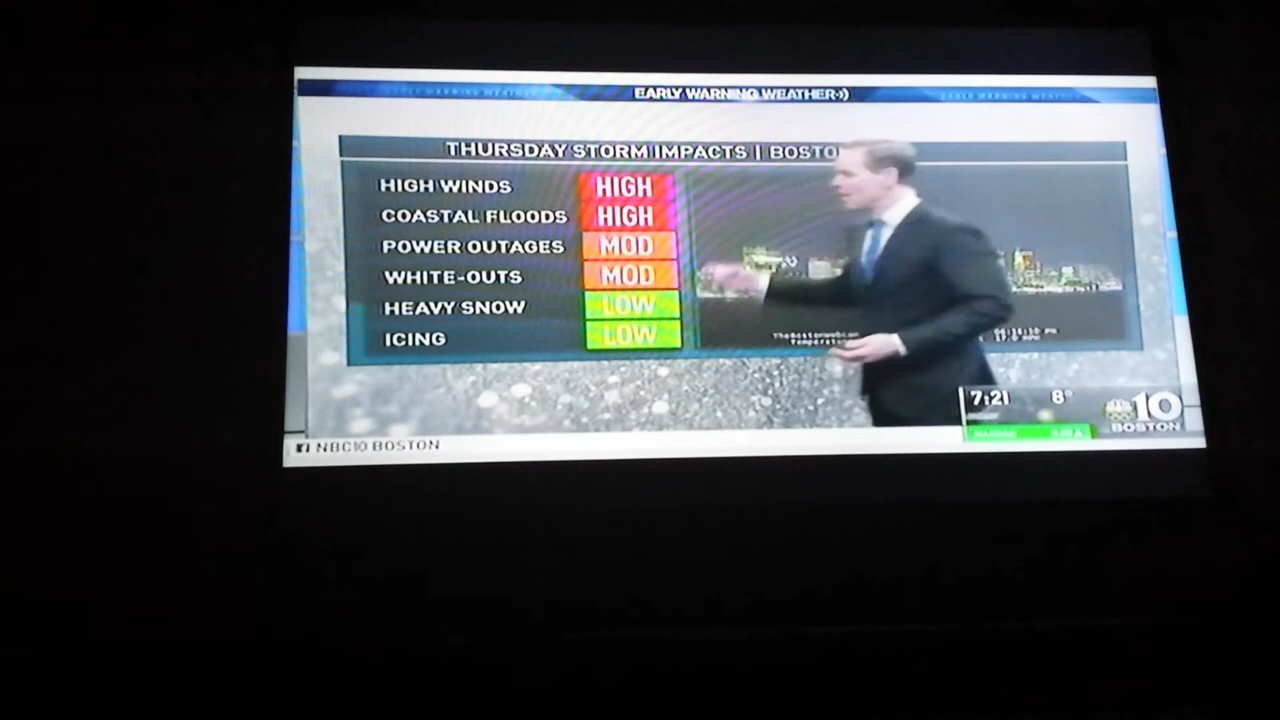 EARLY WARNING WEATHER
THURSDAY STORM IMPACTS | BOSTO
HIGH WINDS HIGH
COASTAL FLOODS HIGH
POWER OUTAGES MOD
WHITE-OUTS MOD
HEAVY SNOW LOW
ICING LOW
7:21 8°
10
BOSTON
NBC10 BOSTON